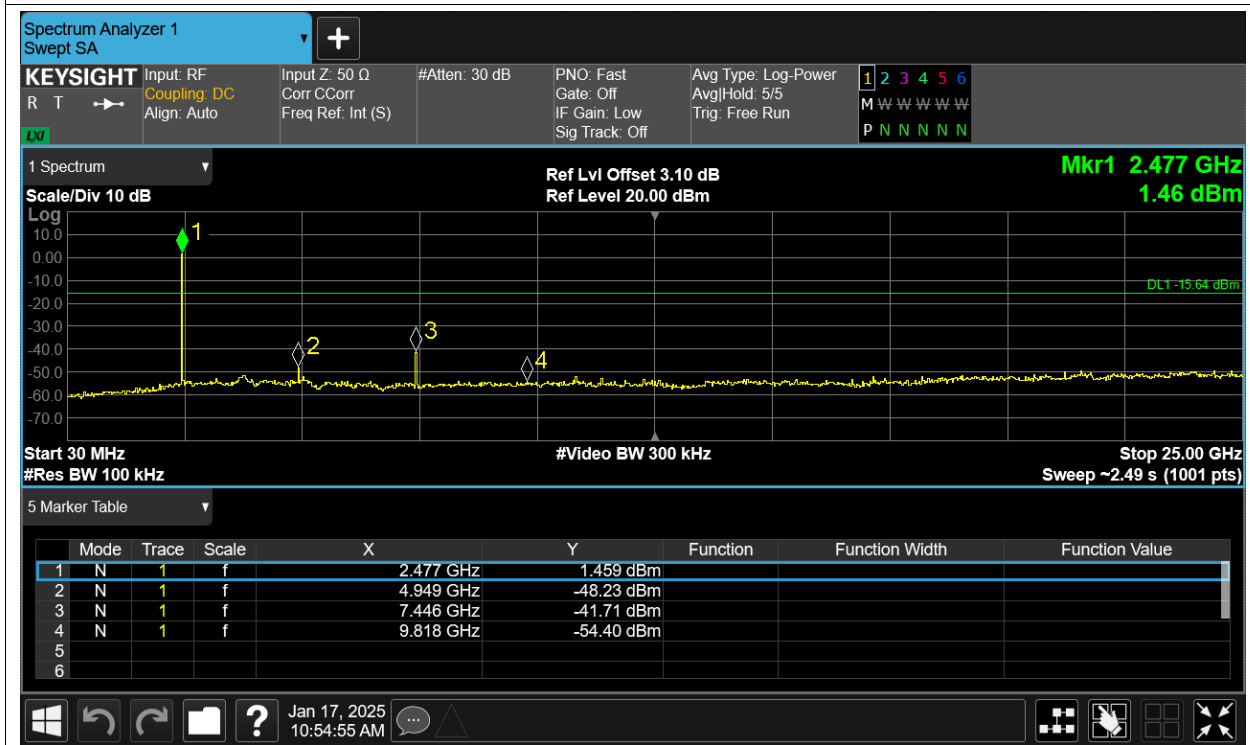 Spectrum Analyzer 1
Swept SA
+
KEYSIGHT
R T
LXI
Input: RF
Coupling: DC
Align: Auto
Input Z: 50 Ω
Corr CCorr
Freq Ref: Int (S)
#Atten: 30 dB
PNO: Fast
Gate: Off
IF Gain: Low
Sig Track: Off
Avg Type: Log-Power
Avg|Hold: 5/5
Trig: Free Run
1 2 3 4 5 6
M W W W W W
P N N N N N
1 Spectrum
Scale/Div 10 dB
Ref Lvl Offset 3.10 dB
Ref Level 20.00 dBm
Mkr1 2.477 GHz
1.46 dBm
Log
10.0
0.00
-10.0
-20.0
-30.0
-40.0
-50.0
-60.0
-70.0
1
2
3
4
DL1 -15.64 dBm
Start 30 MHz
#Res BW 100 kHz
#Video BW 300 kHz
Stop 25.00 GHz
Sweep ~2.49 s (1001 pts)
5 Marker Table
Mode Trace Scale X Y Function Function Width Function Value
1 N 1 f 2.477 GHz 1.459 dBm
2 N 1 f 4.949 GHz -48.23 dBm
3 N 1 f 7.446 GHz -41.71 dBm
4 N 1 f 9.818 GHz -54.40 dBm
5
6
?
Jan 17, 2025
10:54:55 AM